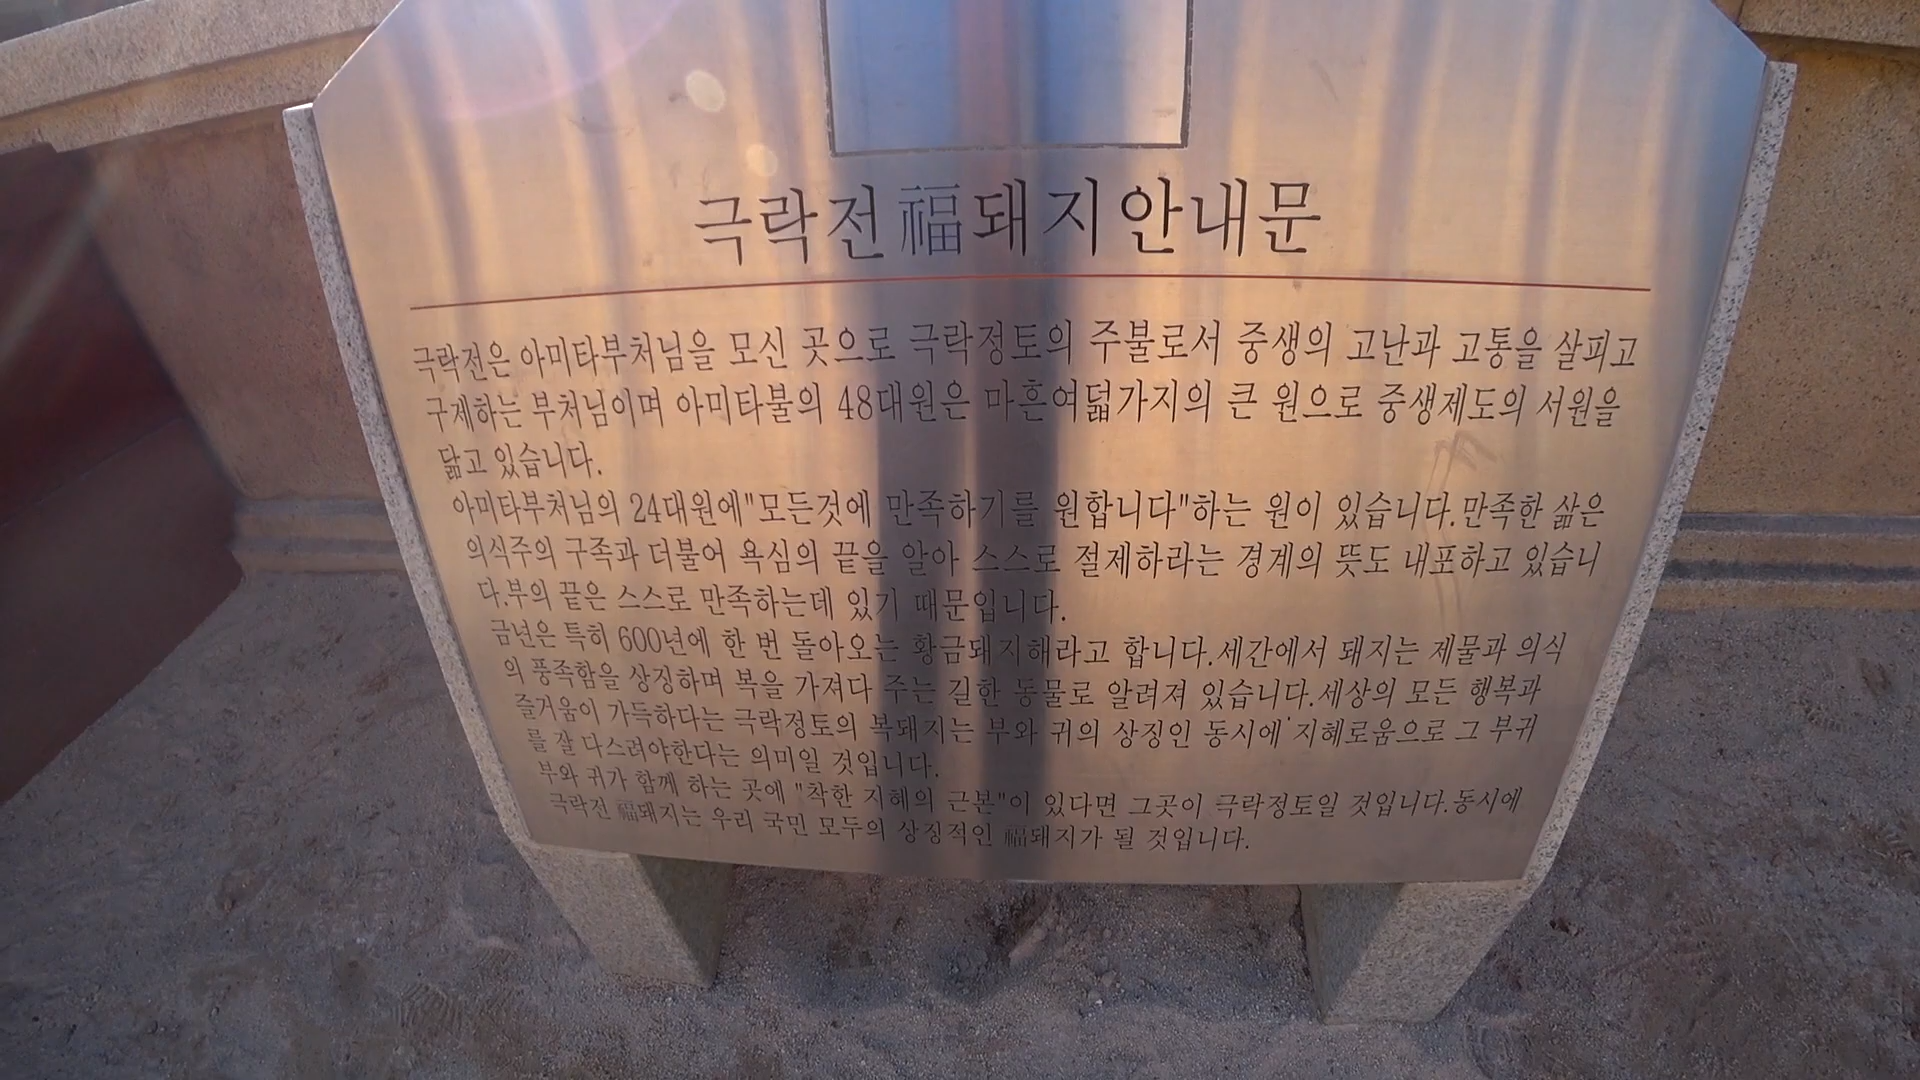 극락전福돼지안내문
극락전은 아미타부처님을 모신 곳으로 극락정토의 주불로서 중생의 고난과 고통을 살피고
구제하는 부처님이며 아미타불의 48대원은 마흔여덟가지의 큰 원으로 중생제도의 서원을
닮고 있습니다.
아미타부처님의 24대원에"모든것에 만족하기를 원합니다"하는 원이 있습니다.만족한 삶은
의식주의 구족과 더불어 욕심의 끝을 알아 스스로 절제하라는 경계의 뜻도 내포하고 있습니
다.부의 끝은 스스로 만족하는데 있기 때문입니다.
금년은 특히 600년에 한 번 돌아오는 황금돼지해라고 합니다.세간에서 돼지는 제물과 의식
의 풍족함을 상징하며 복을 가져다 주는 길한 동물로 알려져 있습니다.세상의 모든 행복과
즐거움이 가득하다는 극락정토의 복돼지는 부와 귀의 상징인 동시에 지혜로움으로 그 부귀
를 잘 다스려야한다는 의미일 것입니다.
부와 귀가 함께 하는 곳에 "착한 지혜의 근본"이 있다면 그곳이 극락정토일 것입니다.동시에
극락전 福돼지는 우리 국민 모두의 상징적인 福돼지가 될 것입니다.